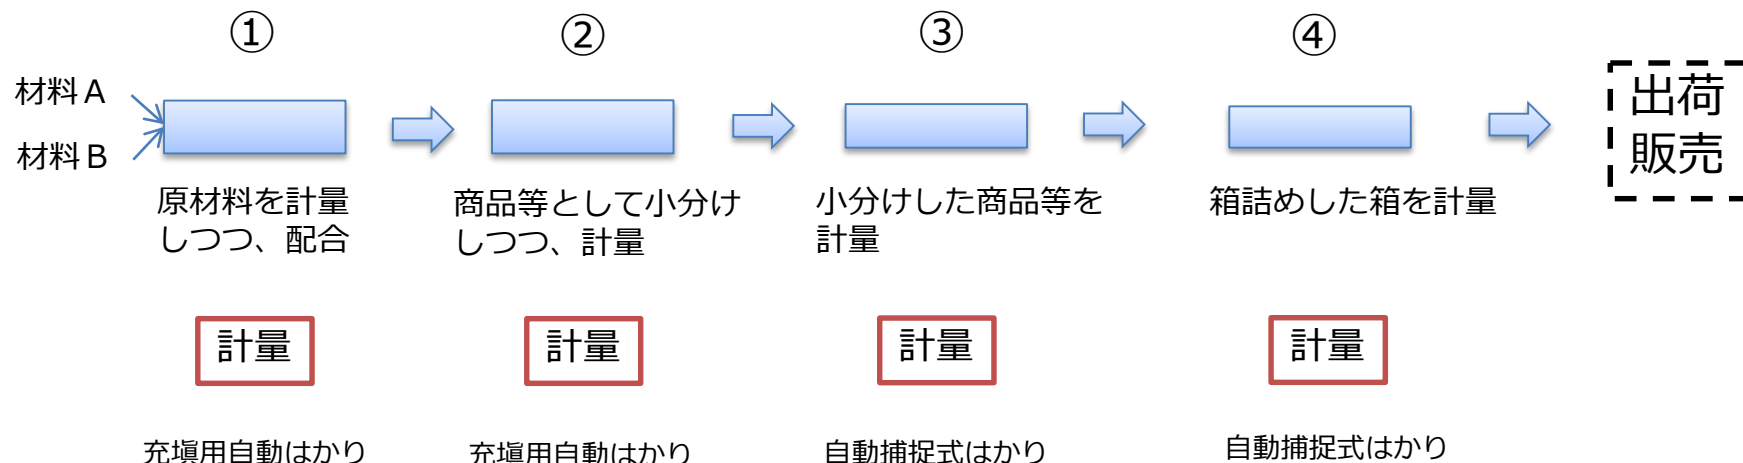 ①
②
③
④
材料A
材料B
出荷
販売
原材料を計量
しつつ、配合
商品等として小分け
しつつ、計量
小分けした商品等を
計量
箱詰めした箱を計量
計量
計量
計量
計量
充塡用自動はかり
充塡用自動はかり
自動捕捉式はかり
自動捕捉式はかり